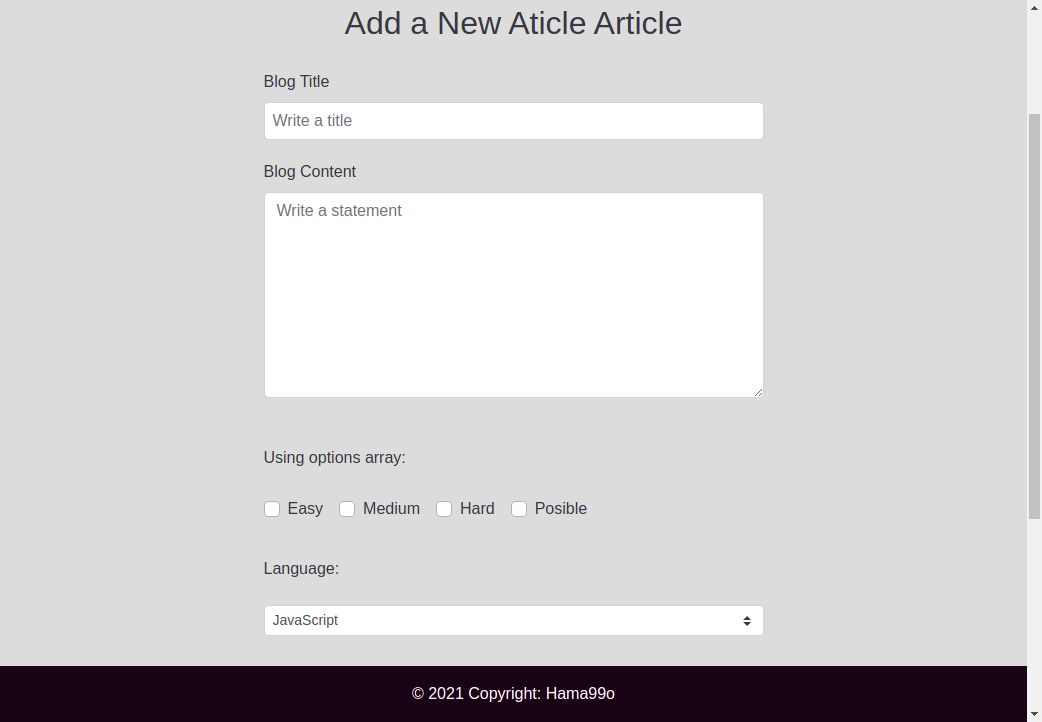 Add a New Aticle Article
Blog Title
Write a title
Blog Content
Write a statement
Using options array:
Easy Medium Hard Posible
Language:
JavaScript
© 2021 Copyright: Hama99o